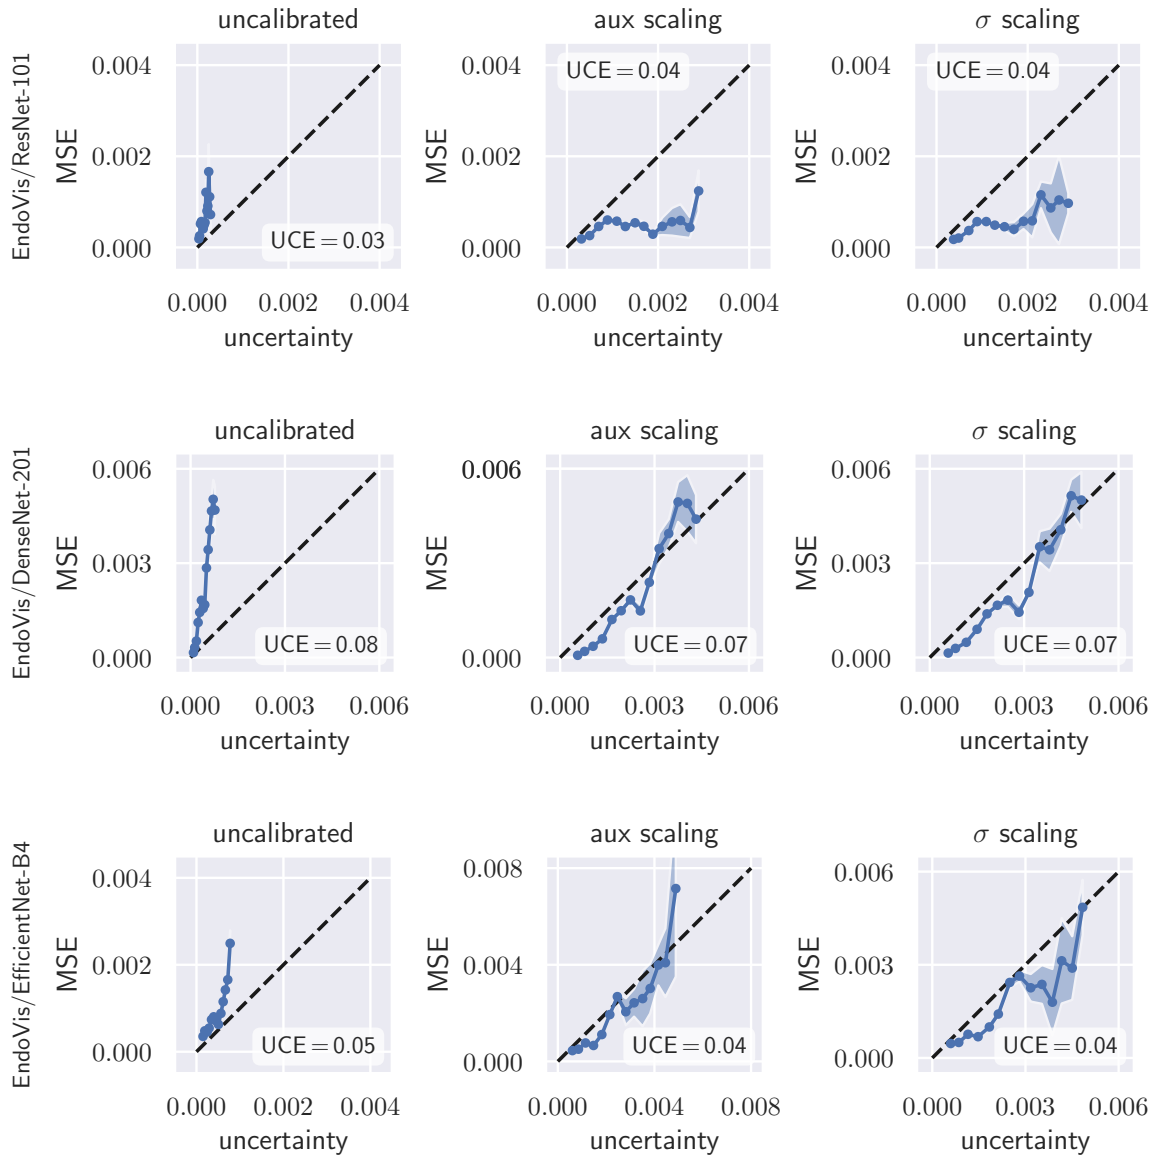 EndoVis/ResNet-101
uncalibrated
MSE
0.004
0.002
0.000
UCE = 0.03
0.000 0.002 0.004
uncertainty
aux scaling
MSE
0.004
0.002
0.000
UCE = 0.04
0.000 0.002 0.004
uncertainty
σ scaling
MSE
0.004
0.002
0.000
UCE = 0.04
0.000 0.002 0.004
uncertainty
EndoVis/DenseNet-201
uncalibrated
MSE
0.006
0.003
0.000
UCE = 0.08
0.000 0.003 0.006
uncertainty
aux scaling
MSE
0.006
0.003
0.000
UCE = 0.07
0.000 0.003 0.006
uncertainty
σ scaling
MSE
0.006
0.003
0.000
UCE = 0.07
0.000 0.003 0.006
uncertainty
EndoVis/EfficientNet-B4
uncalibrated
MSE
0.004
0.002
0.000
UCE = 0.05
0.000 0.002 0.004
uncertainty
aux scaling
MSE
0.008
0.004
0.000
UCE = 0.04
0.000 0.004 0.008
uncertainty
σ scaling
MSE
0.006
0.003
0.000
UCE = 0.04
0.000 0.003 0.006
uncertainty